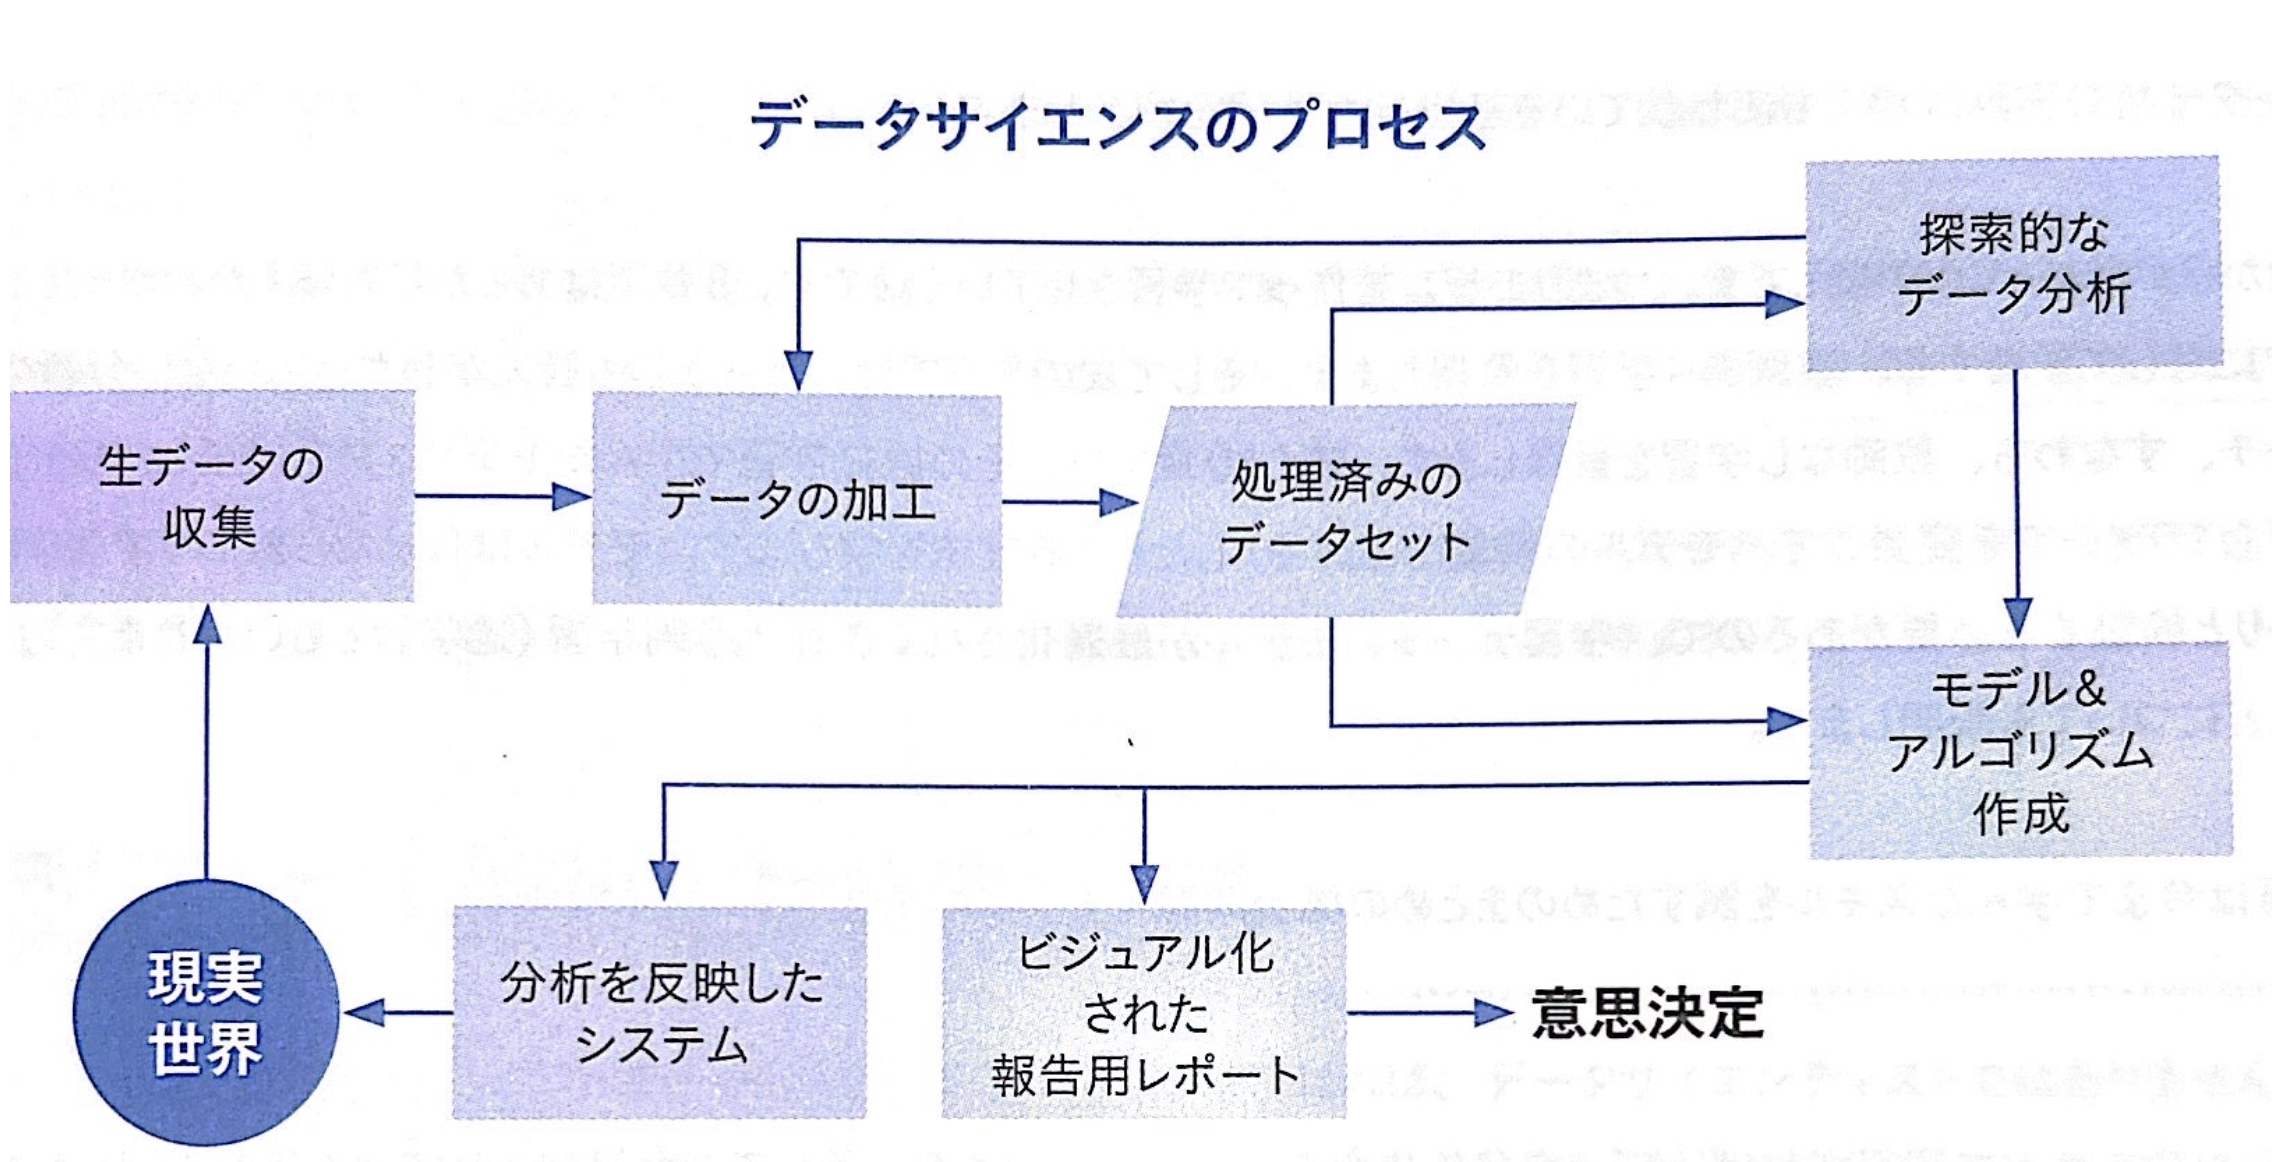 データサイエンスのプロセス
探索的な
データ分析
生データの
収集
データの加工
処理済みの
データセット
モデル＆
アルゴリズム
作成
現実
世界
分析を反映した
システム
ビジュアル化
された
報告用レポート
意思決定